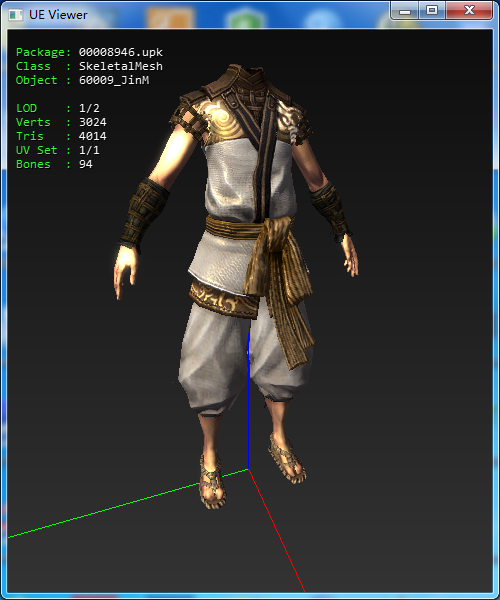 UE Viewer
Package: 00008946.upk
Class : SkeletalMesh
Object : 60009_JinM
LOD : 1/2
Verts : 3024
Tris : 4014
UV Set : 1/1
Bones : 94